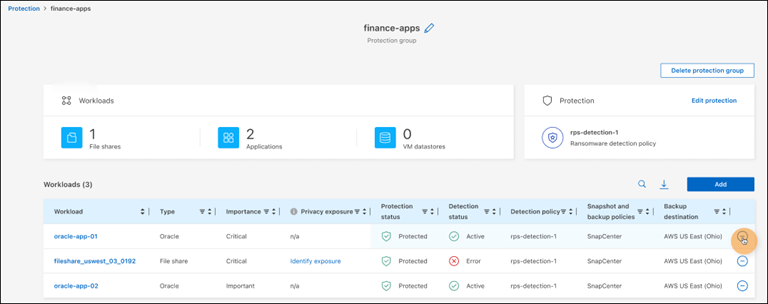 Protection > finance-apps
finance-apps
Protection group
Delete protection group
Workloads
Protection
Edit protection
1
File shares
2
Applications
0
VM datastores
rps-detection-1
Ransomware detection policy
Workloads (3)
Add
Workload Type Importance Privacy exposure Protection status Detection status Detection policy Snapshot and backup policies Backup destination
oracle-app-01 Oracle Critical n/a Protected Active rps-detection-1 SnapCenter AWS US East (Ohio)
fileshare_uswest_03_0192 File share Critical Identify exposure Protected Error rps-detection-1 SnapCenter AWS US East (Ohio)
oracle-app-02 Oracle Important n/a Protected Active rps-detection-1 SnapCenter AWS US East (Ohio)